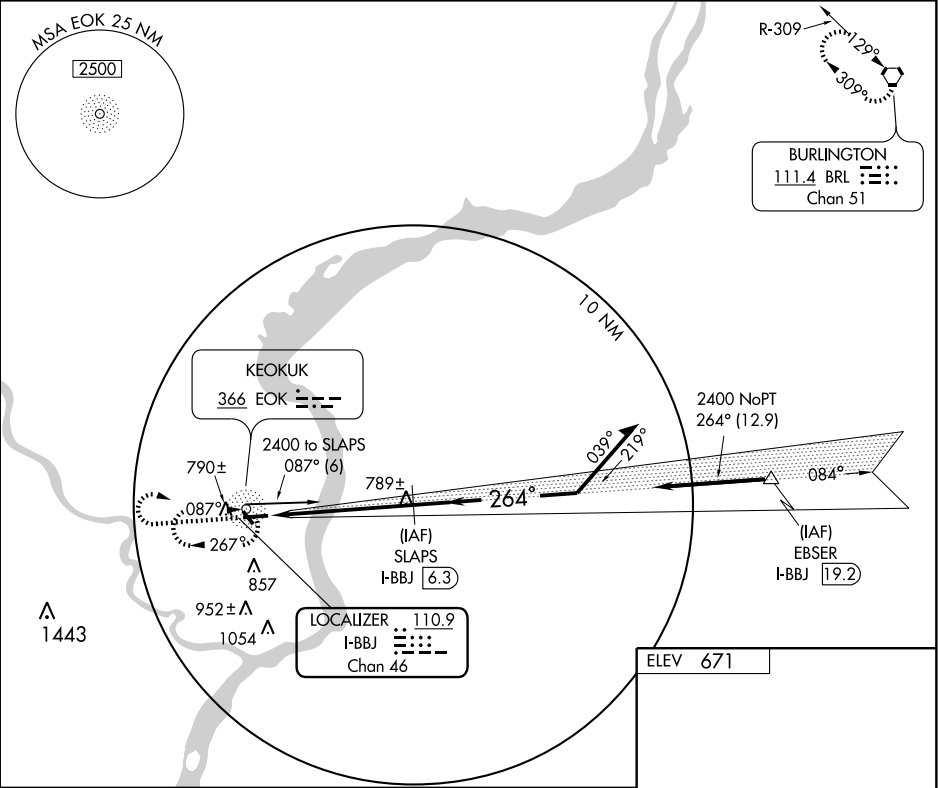 MSA EOK 25 NM
2500
R-309
129°
309°
BURLINGTON
111.4 BRL
Chan 51
10 NM
KEOKUK
366 EOK
2400 to SLAPS
087° (6)
790±
087°
267°
789±
264°
039°
219°
2400 NoPT
264° (12.9)
084°
(IAF)
SLAPS
I-BBJ 6.3
(IAF)
EBSER
I-BBJ 19.2
857
952±
1054
1443
LOCALIZER 110.9
I-BBJ
Chan 46
ELEV 671